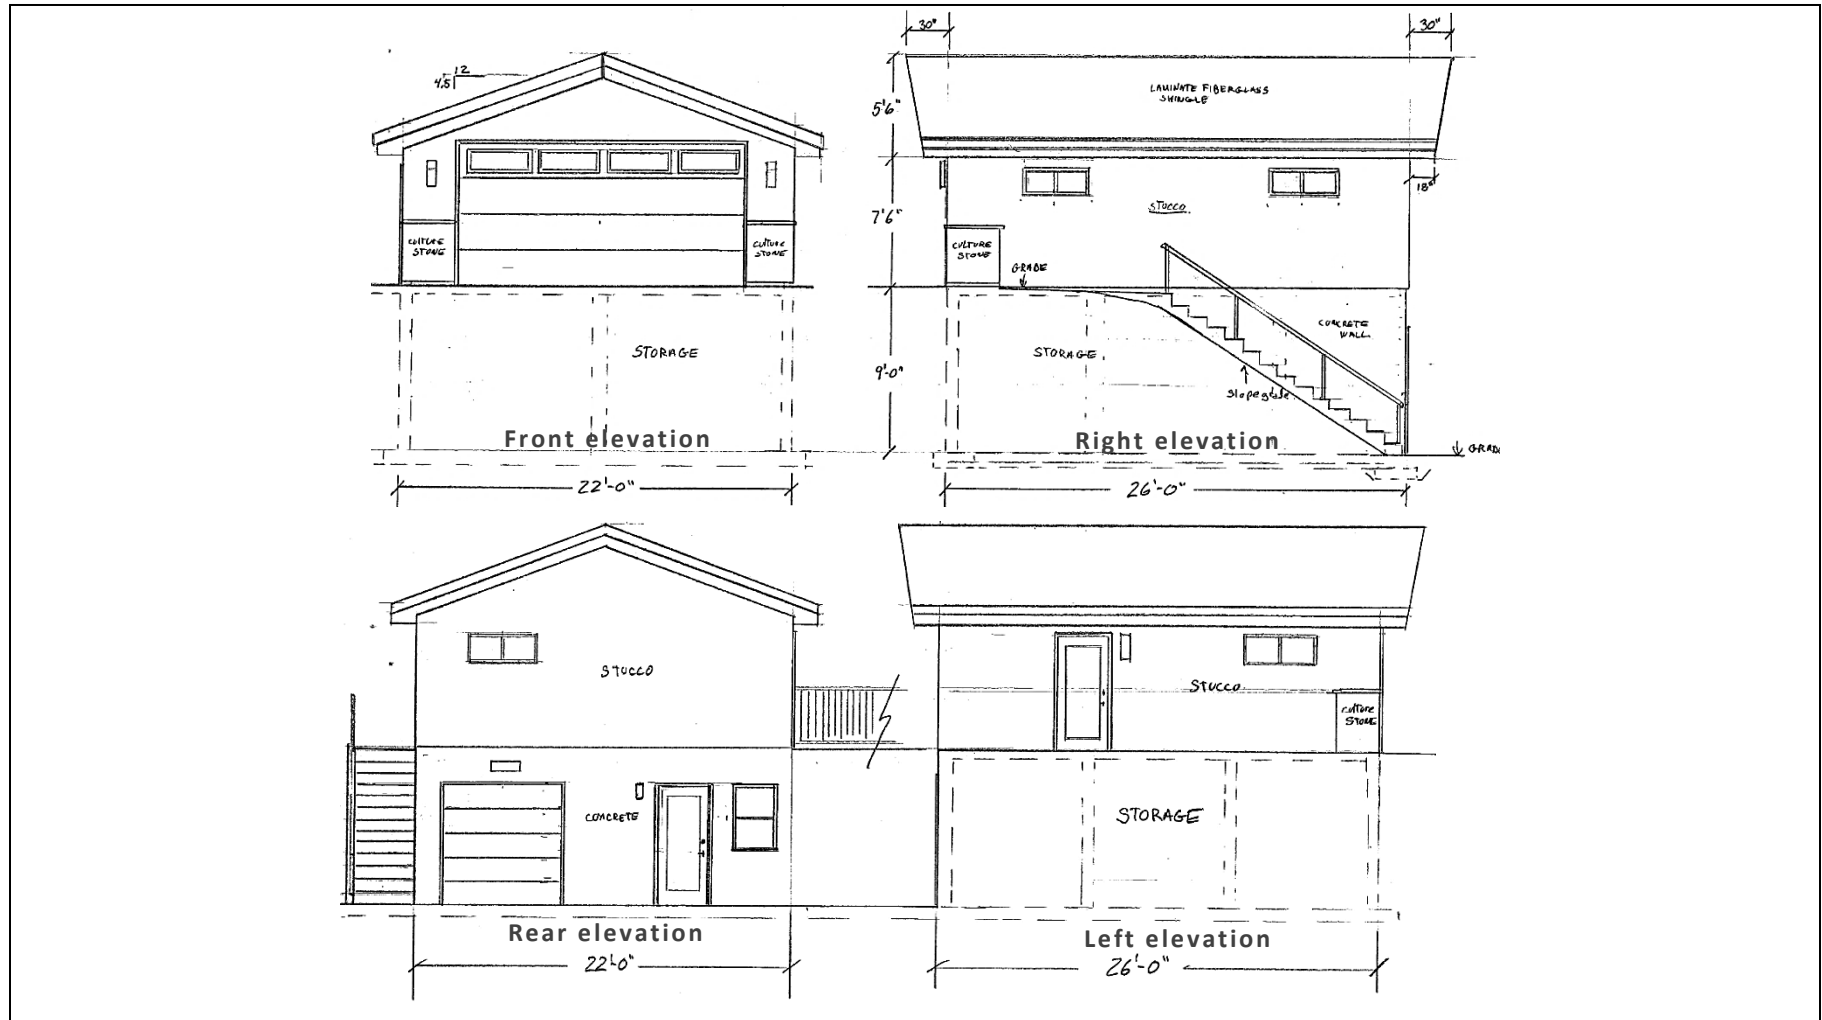 30"
30"
12
4.5
LAMINATE FIBERGLASS
SHINGLE
5'6"
18"
7'6"
STUCCO
CULTURE
STONE
CULTURE
STONE
CULTURE
STONE
GRADE
CONCRETE
WALL
STORAGE
STORAGE
9'-0"
Slope grade
Front elevation
Right elevation
GRADE
22'-0"
26'-0"
STUCCO
STUCCO
Culture
Stone
CONCRETE
STORAGE
Rear elevation
Left elevation
22'-0"
26'-0"